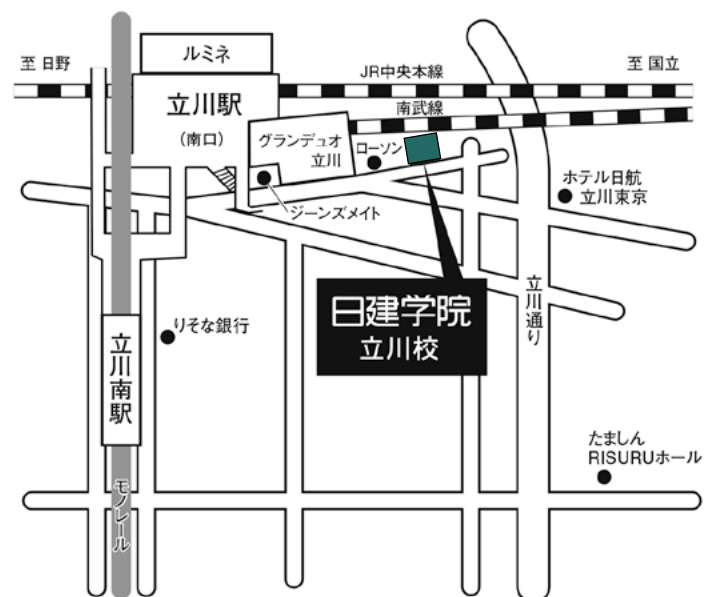 ルミネ
至 日野
JR中央本線
至 国立
立川駅
(南口)
南武線
グランデュオ
立川
ローソン
ホテル日航
立川東京
ジーンズメイト
日建学院
立川校
立川通り
りそな銀行
立川南駅
たましん
RISURUホール
モノレール